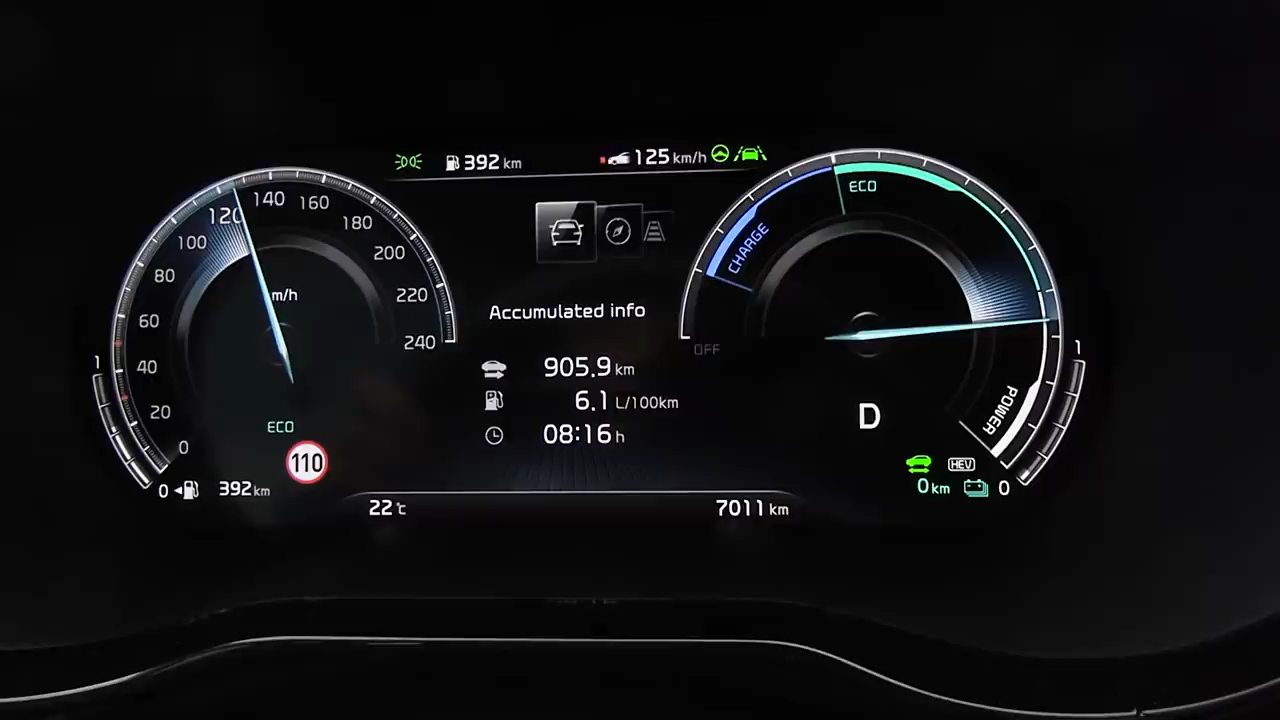 392 km
125 km/h
140
160
120
180
100
200
80
220
60
240
40
20
0
m/h
ECO
110
1
0
392 km
Accumulated info
905.9 km
6.1 L/100km
08:16 h
22 °c
7011 km
ECO
CHARGE
OFF
POWER
D
HEV
0 km
1
0